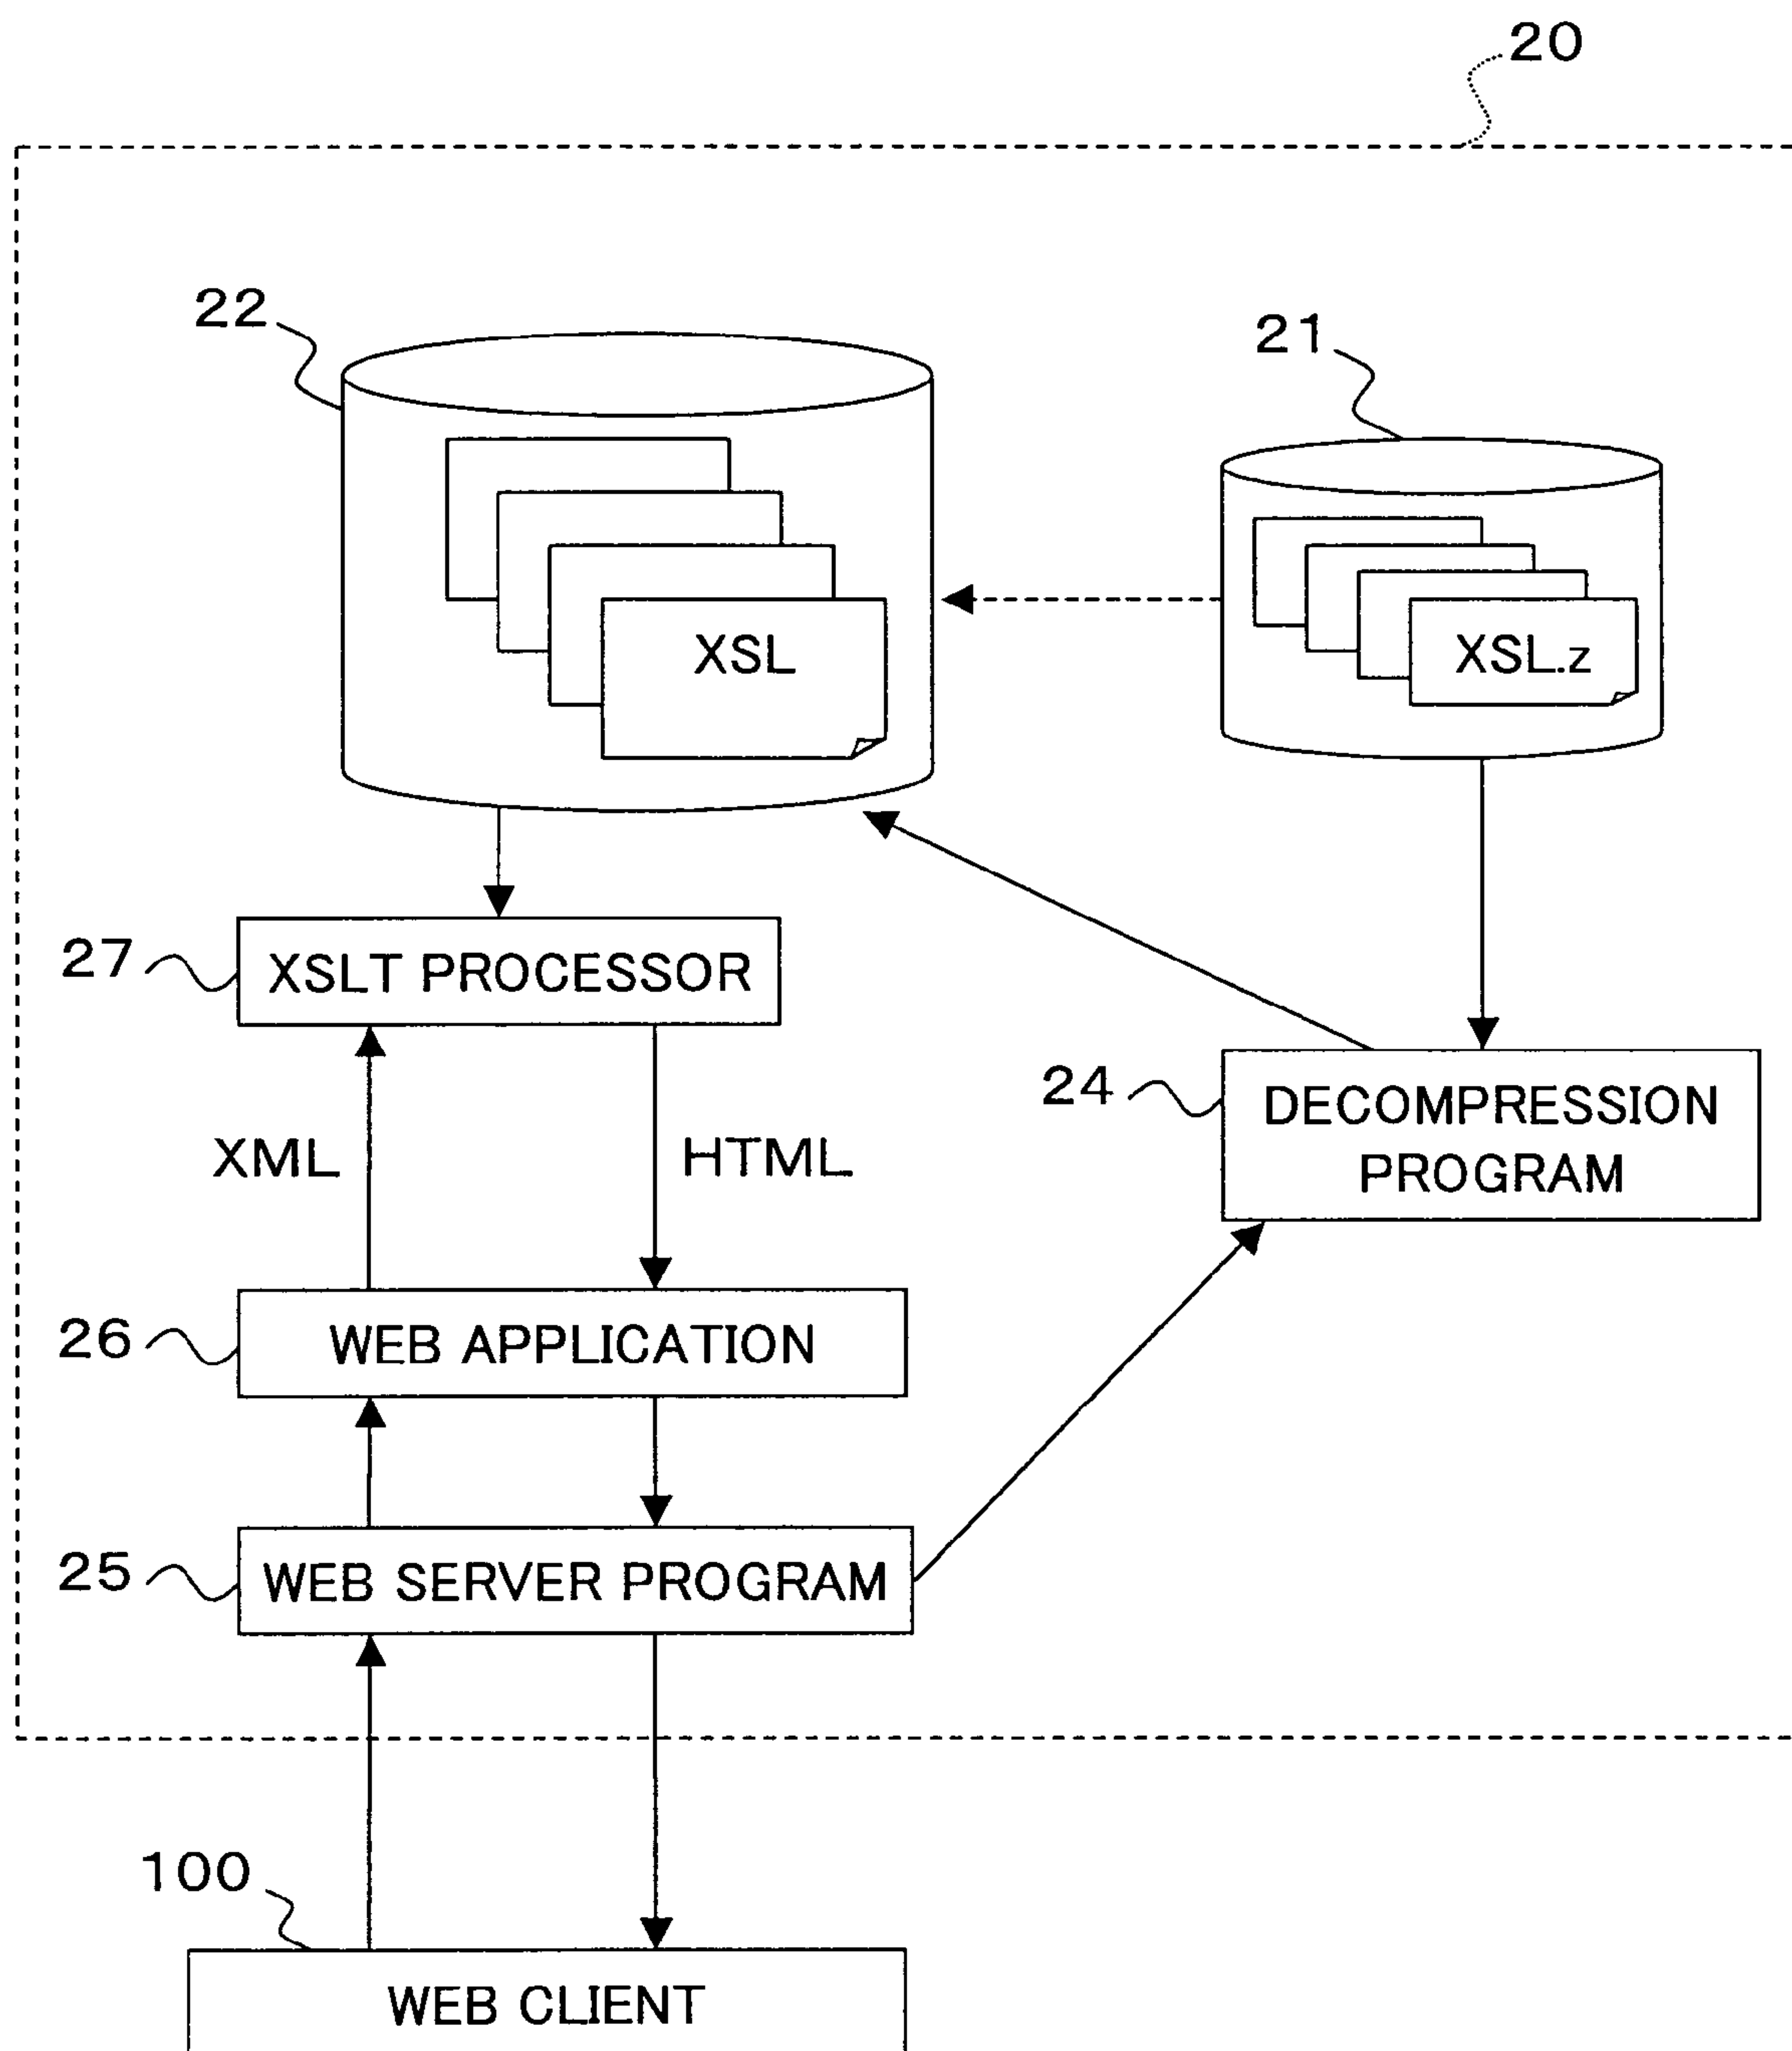 20
22
21
XSL
XSL.z
27
XSLT PROCESSOR
24
DECOMPRESSION
PROGRAM
XML
HTML
26
WEB APPLICATION
25
WEB SERVER PROGRAM
100
WEB CLIENT